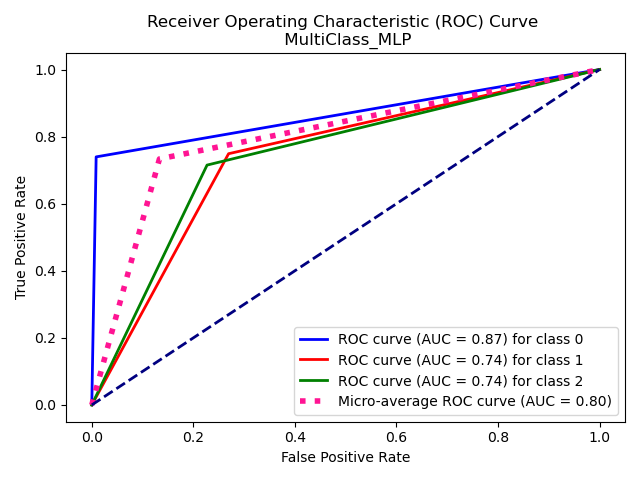 Receiver Operating Characteristic (ROC) Curve
MultiClass_MLP
True Positive Rate
1.0
0.8
0.6
0.4
0.2
0.0
ROC curve (AUC = 0.87) for class 0
ROC curve (AUC = 0.74) for class 1
ROC curve (AUC = 0.74) for class 2
Micro-average ROC curve (AUC = 0.80)
0.0 0.2 0.4 0.6 0.8 1.0
False Positive Rate